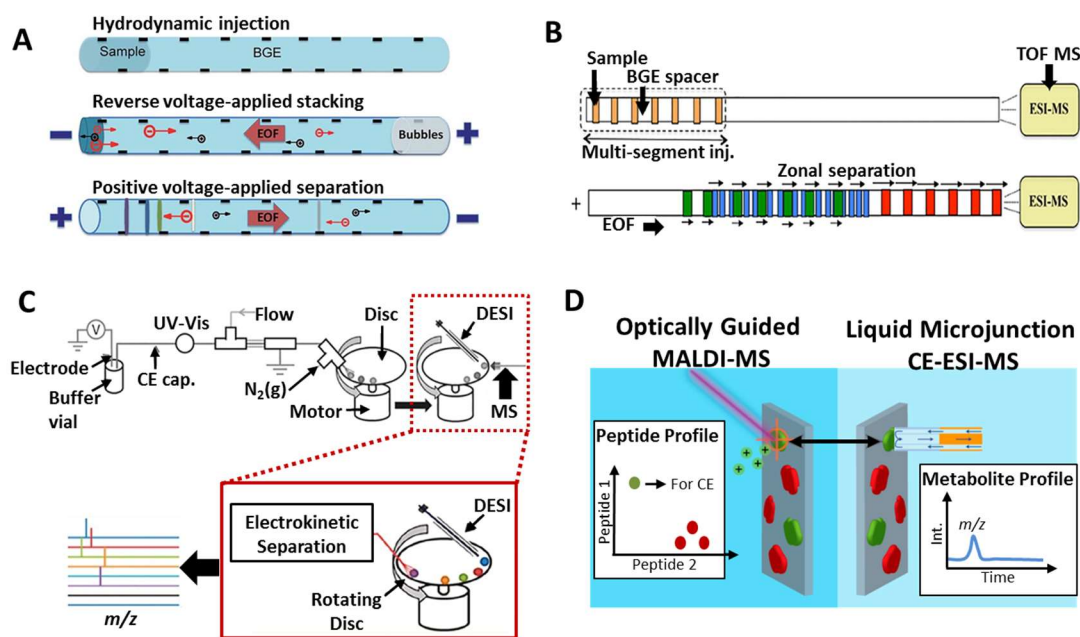 A
Hydrodynamic injection
Sample
BGE
Reverse voltage-applied stacking
−
EOF
Bubbles
+
Positive voltage-applied separation
+
EOF
−
B
Sample
BGE spacer
TOF MS
ESI-MS
Multi-segment inj.
Zonal separation
+
ESI-MS
EOF
C
Flow
UV-Vis
Disc
DESI
V
Electrode
Buffer
vial
CE cap.
N₂(g)
Motor
MS
Electrokinetic
Separation
DESI
Rotating
Disc
m/z
D
Optically Guided
MALDI-MS
Liquid Microjunction
CE-ESI-MS
Peptide Profile
For CE
Peptide 1
Peptide 2
+ + + + +
Metabolite Profile
m/z
Int.
Time